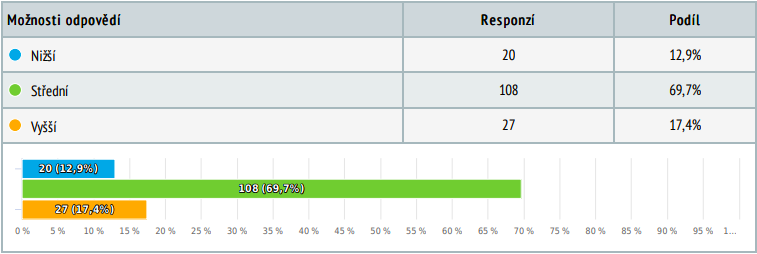 Možnosti odpovědí Responzí Podíl
Nižší 20 12,9%
Střední 108 69,7%
Vyšší 27 17,4%
20 (12,9%)
108 (69,7%)
27 (17,4%)
0 % 5 % 10 % 15 % 20 % 25 % 30 % 35 % 40 % 45 % 50 % 55 % 60 % 65 % 70 % 75 % 80 % 85 % 90 % 95 % 1...